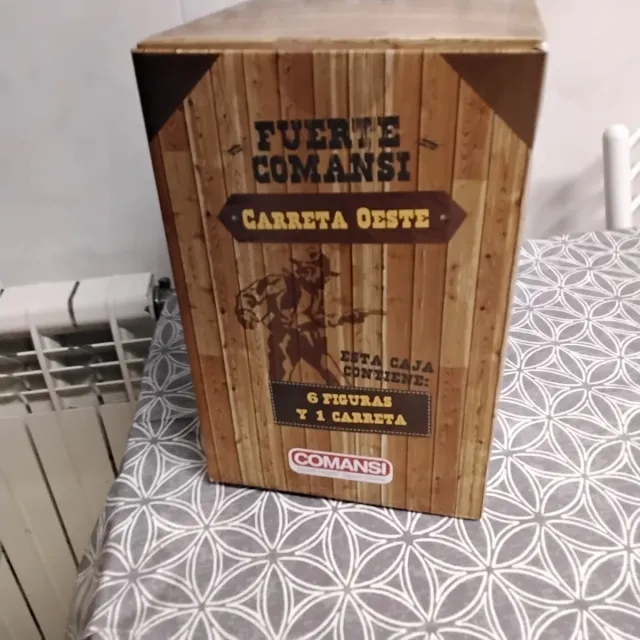 FUERTE
COMANSI
CARRETA OESTE
ESTA CAJA
CONTIENE:
6 FIGURAS
Y 1 CARRETA
COMANSI